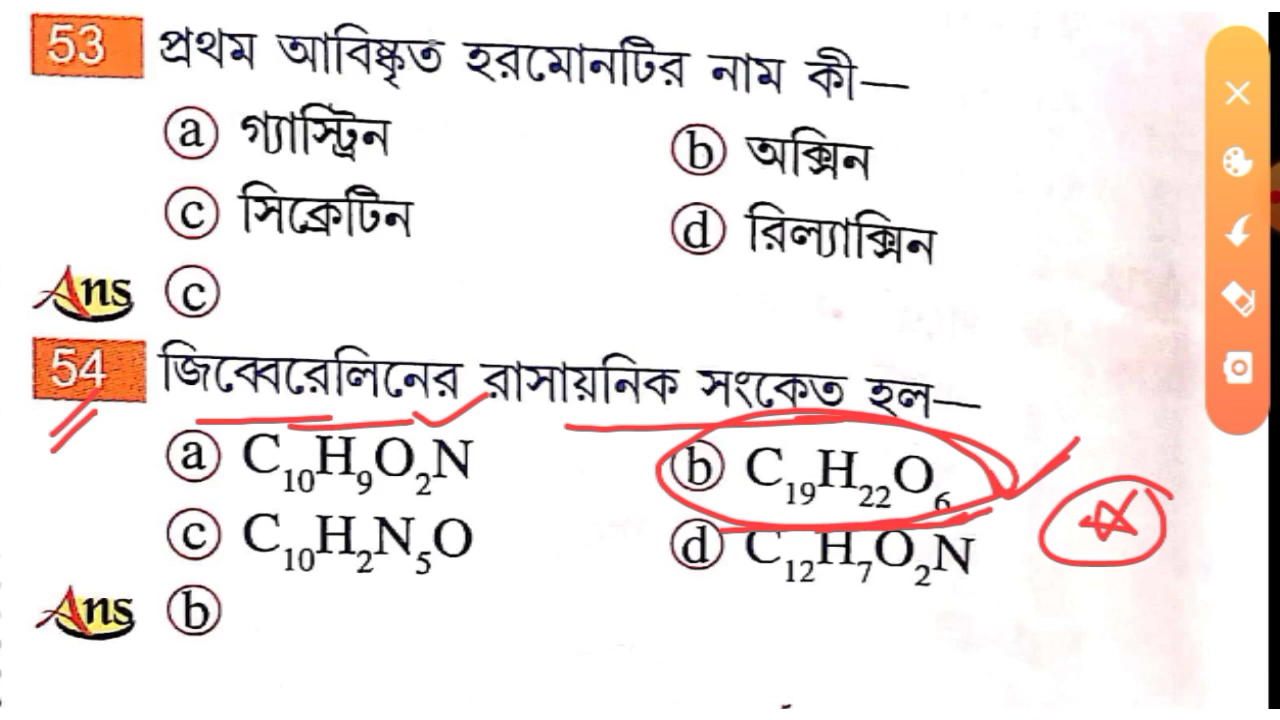 53 প্রথম আবিষ্কৃত হরমোনটির নাম কী—
ⓐ গ্যাস্ট্রিন ⓑ অক্সিন
ⓒ সিক্রেটিন ⓓ রিল্যাক্সিন
Ans ⓒ
54 জিব্বেরেলিনের রাসায়নিক সংকেত হল—
ⓐ C₁₀H₉O₂N ⓑ C₁₉H₂₂O₆
ⓒ C₁₀H₂N₅O ⓓ C₁₂H₇O₂N
Ans ⓑ